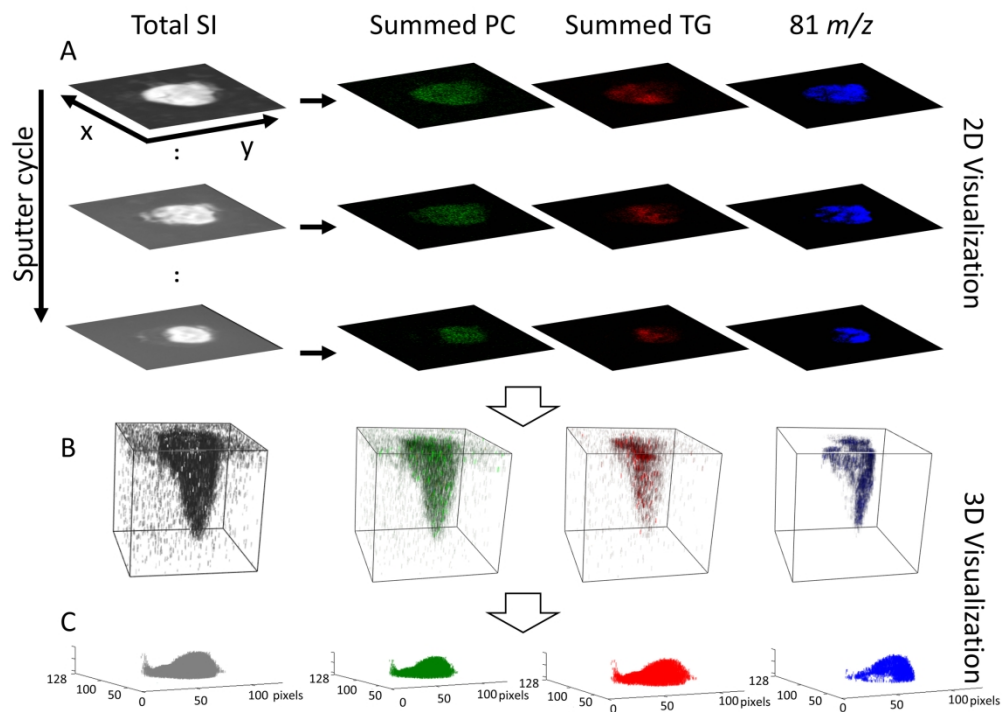 Total SI
Summed PC
Summed TG
81 m/z
A
x
y
:
Sputter cycle
:
2D Visualization
B
3D Visualization
C
128
100
50
0
50
100 pixels
128
100
50
0
50
100 pixels
128
100
50
0
50
100 pixels
128
100
50
0
50
100 pixels